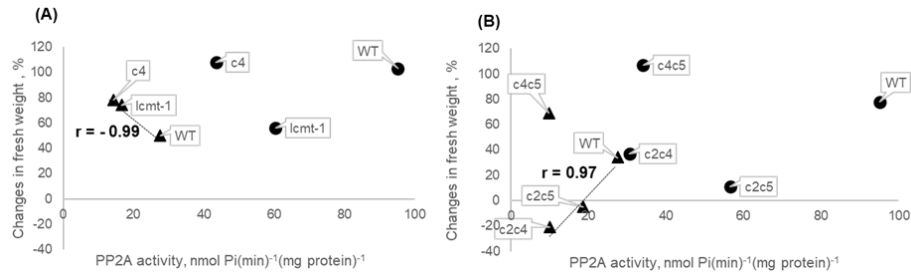 (A)
Changes in fresh weight , %
120
100
80
60
40
20
0
-20
-40
0 20 40 60 80 100
c4
lcmt-1
WT
c4
WT
lcmt-1
r = - 0.99
PP2A activity, nmol Pi(min)-1(mg protein)-1
(B)
Changes in fresh weight , %
120
100
80
60
40
20
0
-20
-40
0 20 40 60 80 100
c4c5
c4c5
WT
WT
c2c4
r = 0.97
c2c5
c2c5
c2c4
PP2A activity, nmol Pi(min)-1(mg protein)-1